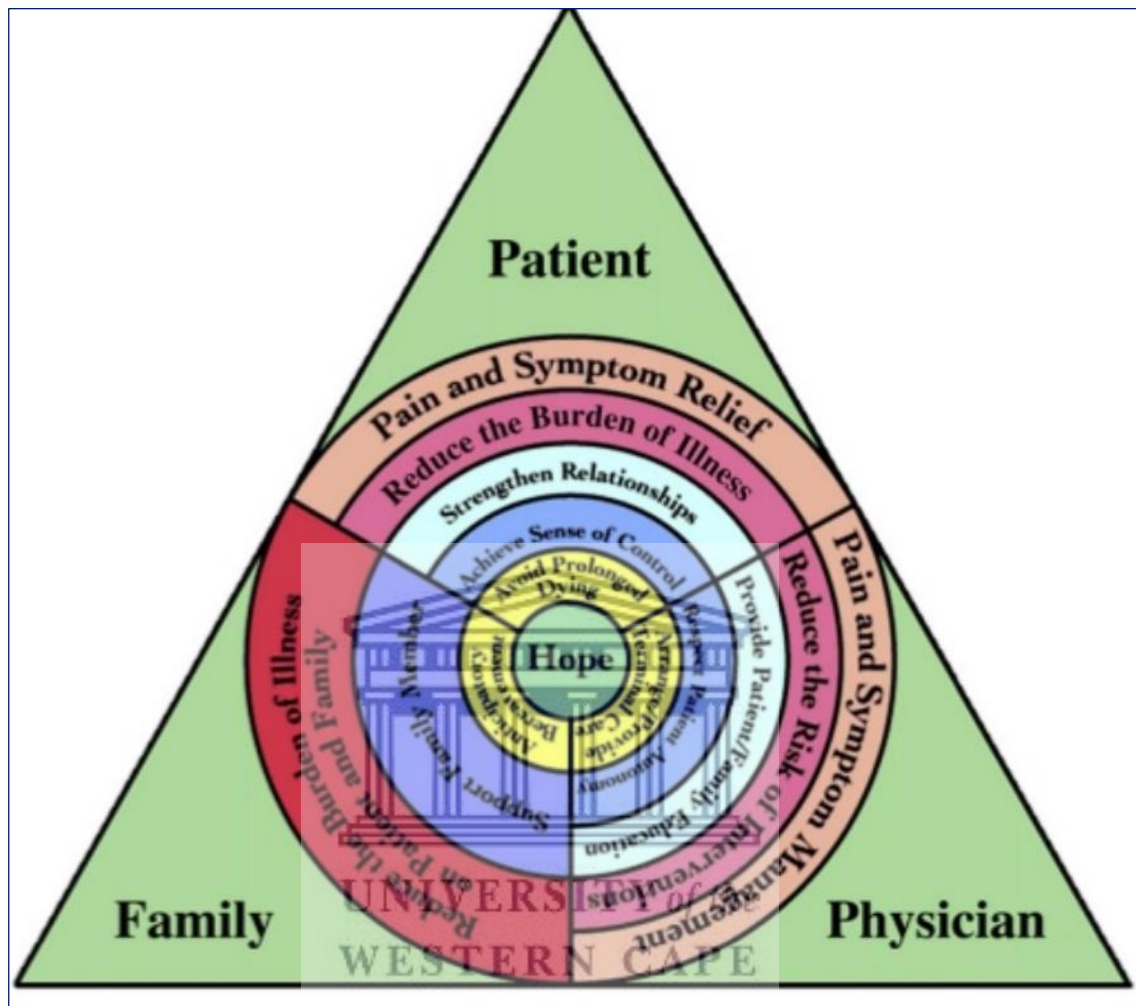 Patient
Pain and Symptom Relief
Reduce the Burden of Illness
Strengthen Relationships
Achieve Sense of Control
Avoid Prolonged
Dying
Hope
Pain and Symptom Management
Reduce the Risk of Interventions
Provide Patient/Family Education
Respect Patient Autonomy
Arrange/Provide
Terminal Care
Reduce the Burden of Illness
on Patient and Family
Support Family Member
Anticipatory
Bereavement
Family
Physician
UNIVERSITY of the
WESTERN CAPE